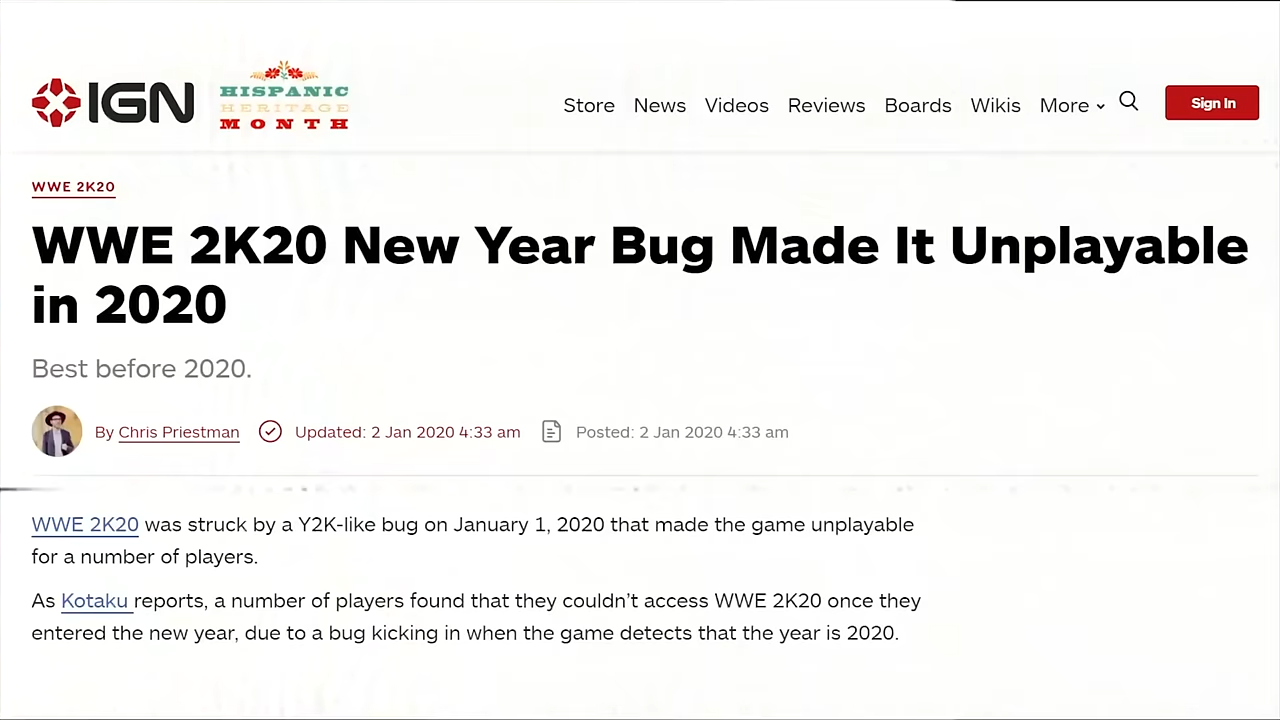 IGN
HISPANIC
HERITAGE
MONTH
Store News Videos Reviews Boards Wikis More Sign In
WWE 2K20
WWE 2K20 New Year Bug Made It Unplayable
in 2020
Best before 2020.
By Chris Priestman Updated: 2 Jan 2020 4:33 am Posted: 2 Jan 2020 4:33 am
WWE 2K20 was struck by a Y2K-like bug on January 1, 2020 that made the game unplayable
for a number of players.
As Kotaku reports, a number of players found that they couldn’t access WWE 2K20 once they
entered the new year, due to a bug kicking in when the game detects that the year is 2020.